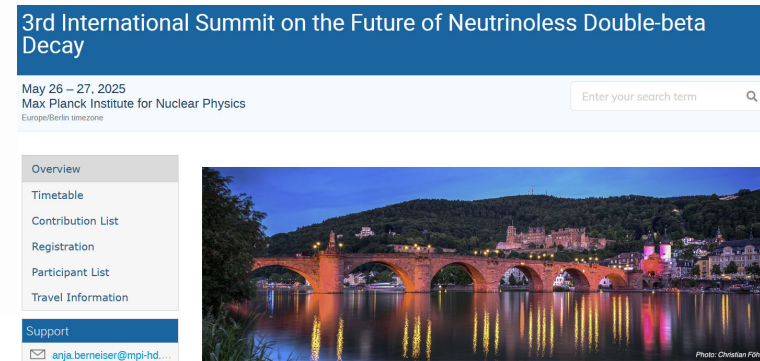 3rd International Summit on the Future of Neutrinoless Double-beta
Decay
May 26 – 27, 2025
Max Planck Institute for Nuclear Physics
Europe/Berlin timezone
Enter your search term
Overview
Timetable
Contribution List
Registration
Participant List
Travel Information
Support
anja.berneiser@mpi-hd....
Photo: Christian Föh